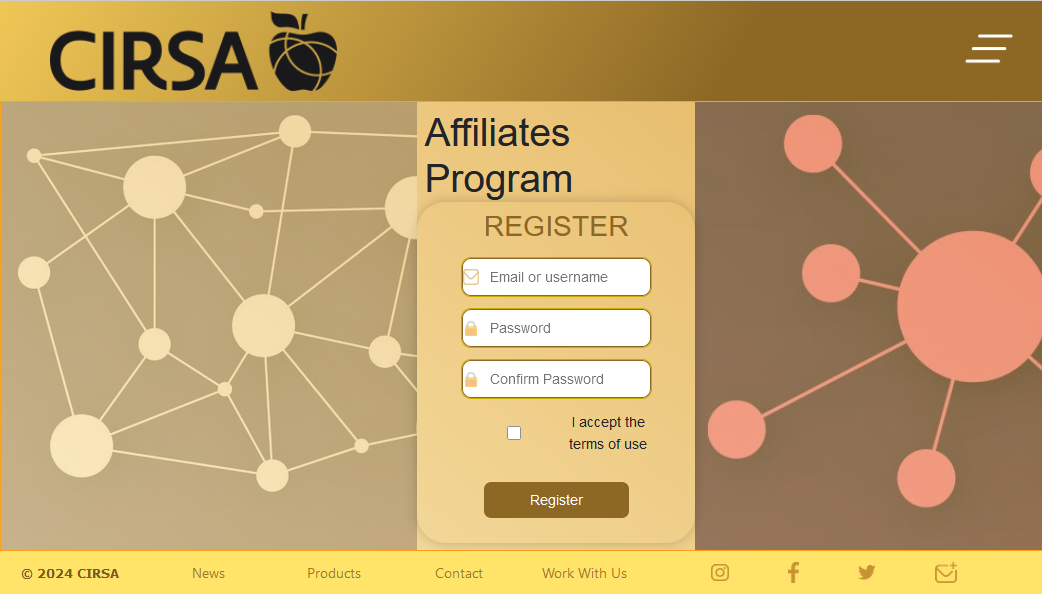 CIRSA
Affiliates
Program
REGISTER
Email or username
Password
Confirm Password
I accept the
terms of use
Register
© 2024 CIRSA News Products Contact Work With Us